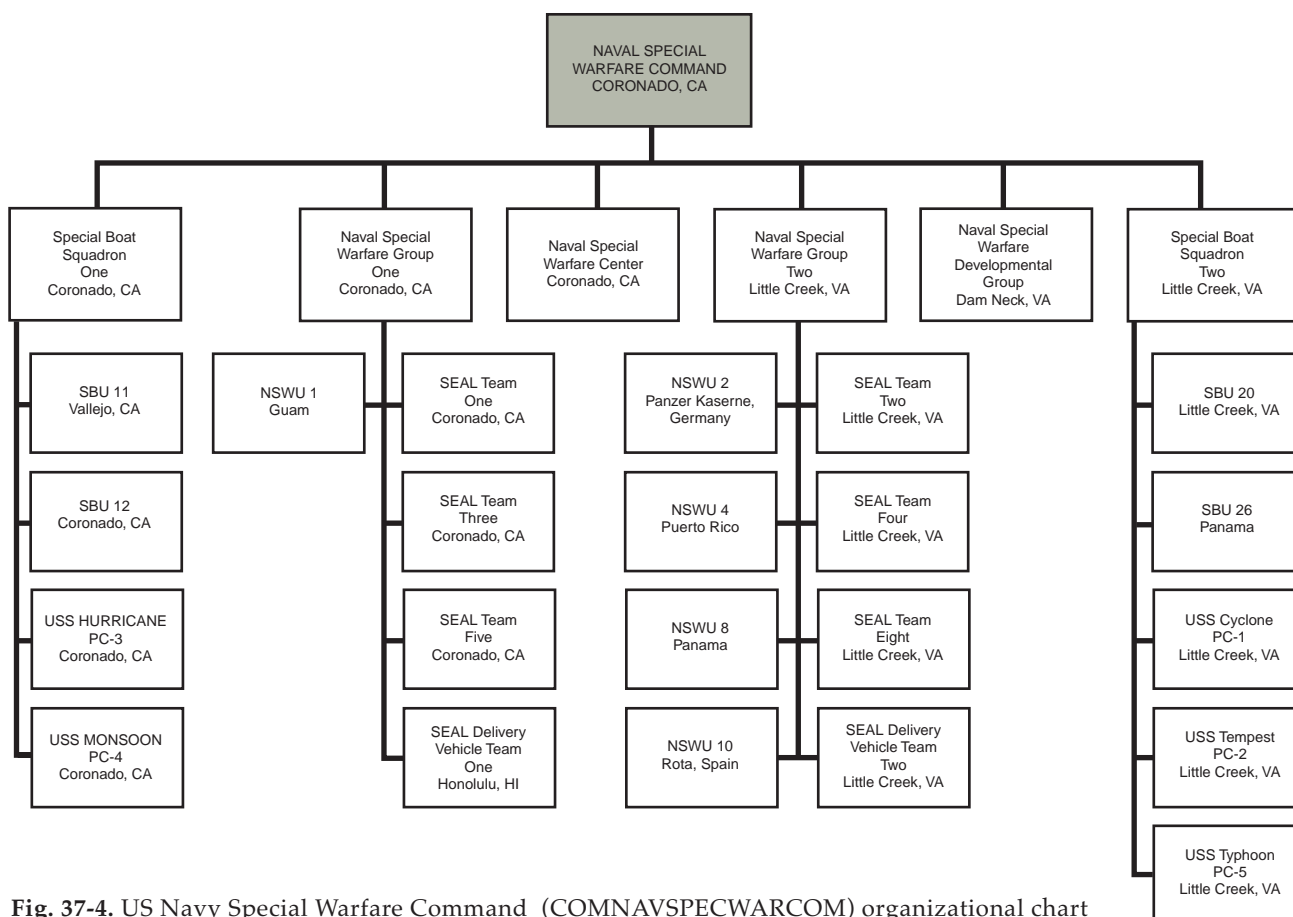 NAVAL SPECIAL
WARFARE COMMAND
CORONADO, CA
Special Boat
Squadron
One
Coronado, CA
Naval Special
Warfare Group
One
Coronado, CA
Naval Special
Warfare Center
Coronado, CA
Naval Special
Warfare Group
Two
Little Creek, VA
Naval Special
Warfare
Developmental
Group
Dam Neck, VA
Special Boat
Squadron
Two
Little Creek, VA
SBU 11
Vallejo, CA
SBU 12
Coronado, CA
USS HURRICANE
PC-3
Coronado, CA
USS MONSOON
PC-4
Coronado, CA
NSWU 1
Guam
SEAL Team
One
Coronado, CA
SEAL Team
Three
Coronado, CA
SEAL Team
Five
Coronado, CA
SEAL Delivery
Vehicle Team
One
Honolulu, HI
NSWU 2
Panzer Kaserne,
Germany
NSWU 4
Puerto Rico
NSWU 8
Panama
NSWU 10
Rota, Spain
SEAL Team
Two
Little Creek, VA
SEAL Team
Four
Little Creek, VA
SEAL Team
Eight
Little Creek, VA
SEAL Delivery
Vehicle Team
Two
Little Creek, VA
SBU 20
Little Creek, VA
SBU 26
Panama
USS Cyclone
PC-1
Little Creek, VA
USS Tempest
PC-2
Little Creek, VA
USS Typhoon
PC-5
Little Creek, VA
Fig. 37-4. US Navy Special Warfare Command (COMNAVSPECWARCOM) organizational chart